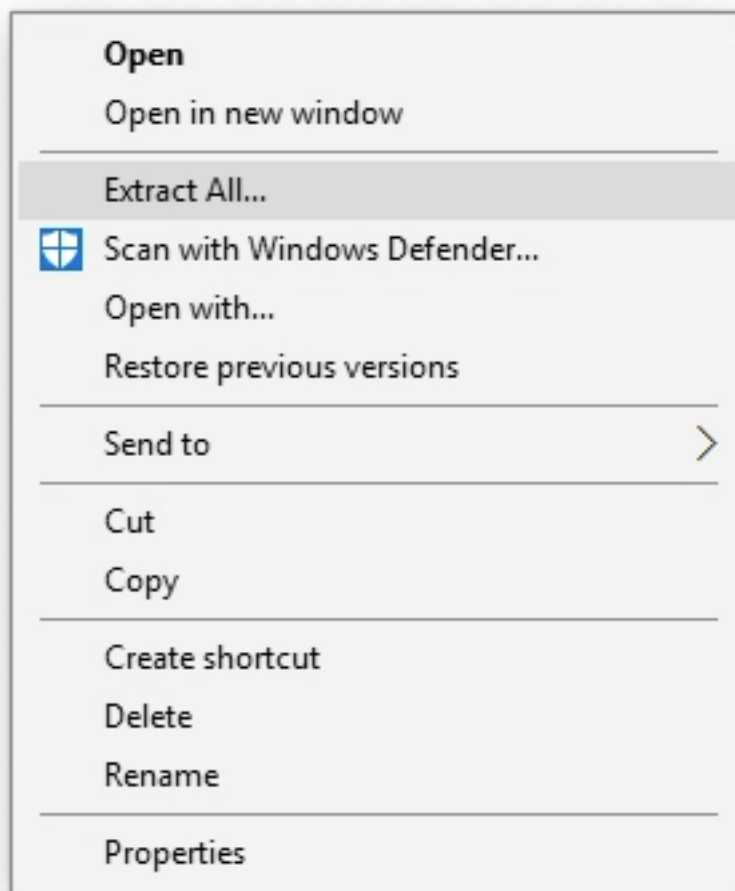 Open
Open in new window
Extract All...
Scan with Windows Defender...
Open with...
Restore previous versions
Send to
Cut
Copy
Create shortcut
Delete
Rename
Properties